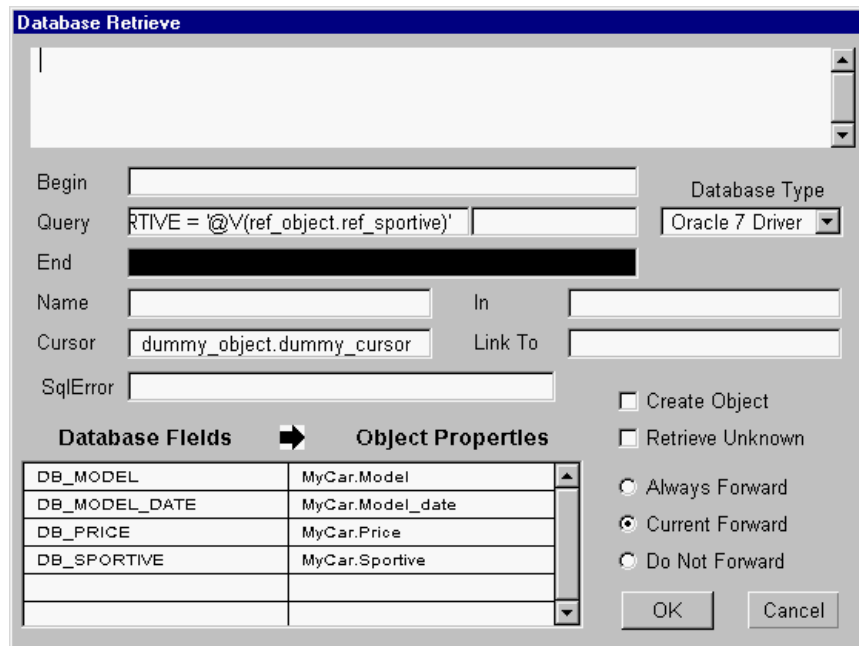 Database Retrieve
Begin
Database Type
Query RTIVE = '@V(ref_object.ref_sportive)' Oracle 7 Driver
End
Name In
Cursor dummy_object.dummy_cursor Link To
SqlError
Create Object
Database Fields Object Properties Retrieve Unknown
DB_MODEL MyCar.Model
DB_MODEL_DATE MyCar.Model_date
DB_PRICE MyCar.Price
DB_SPORTIVE MyCar.Sportive
Always Forward
Current Forward
Do Not Forward
OK Cancel